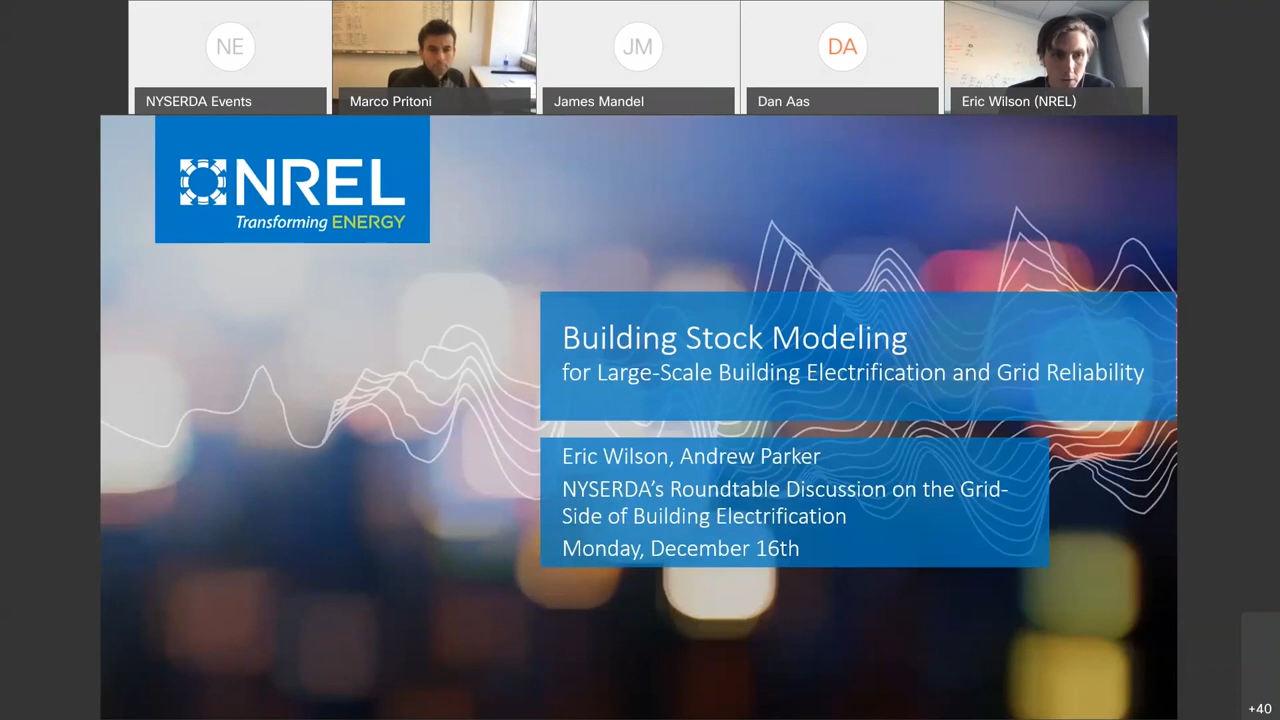 NE
JM
DA
NYSERDA Events
Marco Pritoni
James Mandel
Dan Aas
Eric Wilson (NREL)
NREL
Transforming ENERGY
Building Stock Modeling
for Large-Scale Building Electrification and Grid Reliability
Eric Wilson, Andrew Parker
NYSERDA’s Roundtable Discussion on the Grid-
Side of Building Electrification
Monday, December 16th
+40